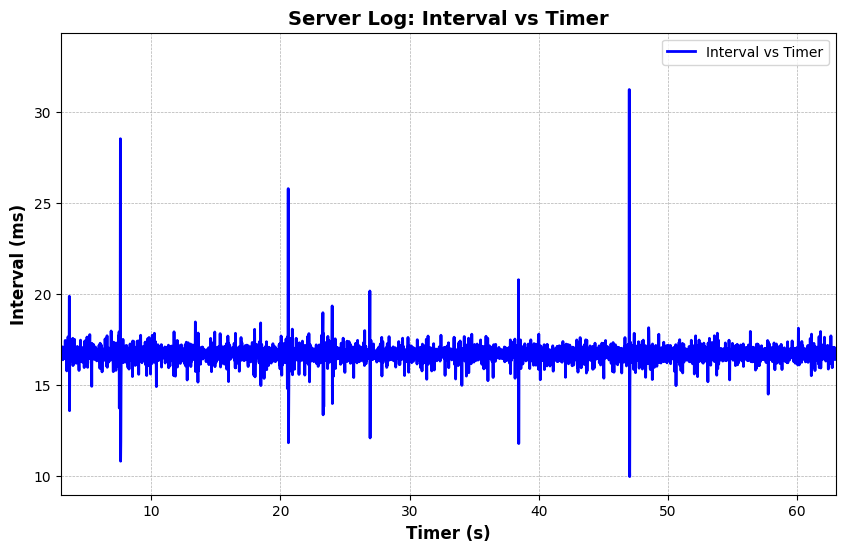 Server Log: Interval vs Timer
Interval vs Timer
30
25
20
15
10
Interval (ms)
10 20 30 40 50 60
Timer (s)